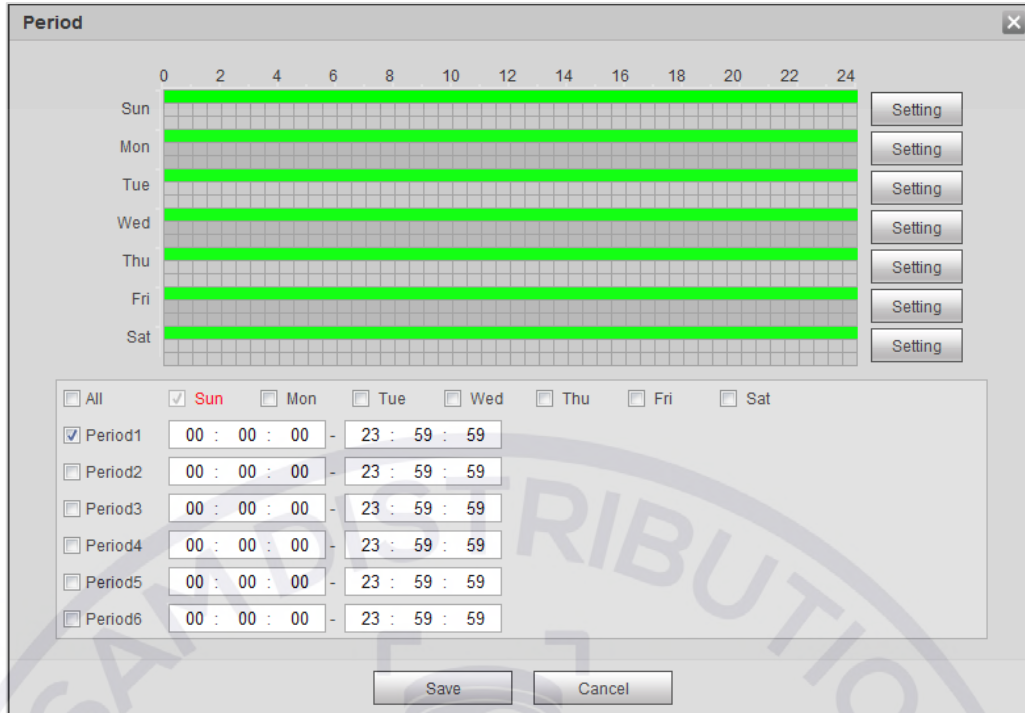 Period
0 2 4 6 8 10 12 14 16 18 20 22 24
Sun Setting
Mon Setting
Tue Setting
Wed Setting
Thu Setting
Fri Setting
Sat Setting
All Sun Mon Tue Wed Thu Fri Sat
Period1 00 : 00 : 00 - 23 : 59 : 59
Period2 00 : 00 : 00 - 23 : 59 : 59
Period3 00 : 00 : 00 - 23 : 59 : 59
Period4 00 : 00 : 00 - 23 : 59 : 59
Period5 00 : 00 : 00 - 23 : 59 : 59
Period6 00 : 00 : 00 - 23 : 59 : 59
Save Cancel
SAM DISTRIBUTIO